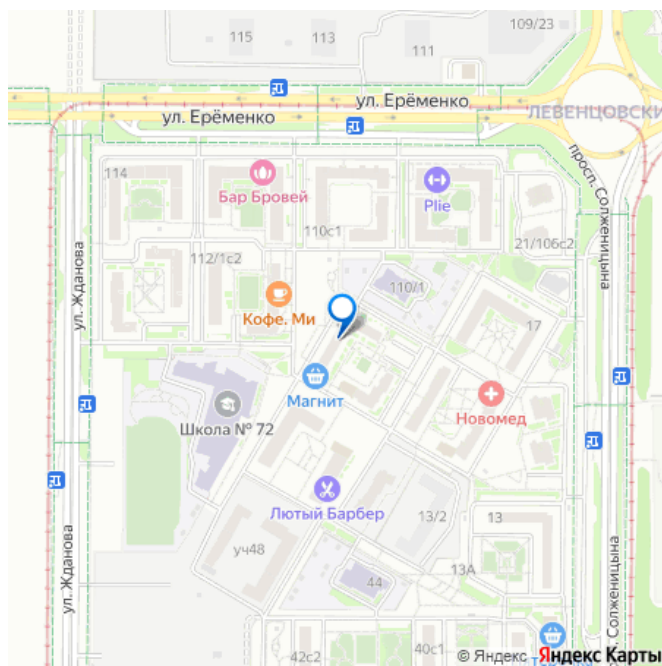 109/23
115
113
111
ул. Ерёменко
ул. Ерёменко
ЛЕВЕНЦОВСКИ
просп. Солженицына
114
Бар Бровей
Plie
110с1
21/106с2
112/1с2
110/1
ул. Жданова
Кофе. Ми
17
Магнит
Новомед
Школа № 72
Лютый Барбер
13/2
13
уч48
13А
44
ул. Жданова
Солженицына
40с1
42с2
© Яндекс
Яндекс Карты